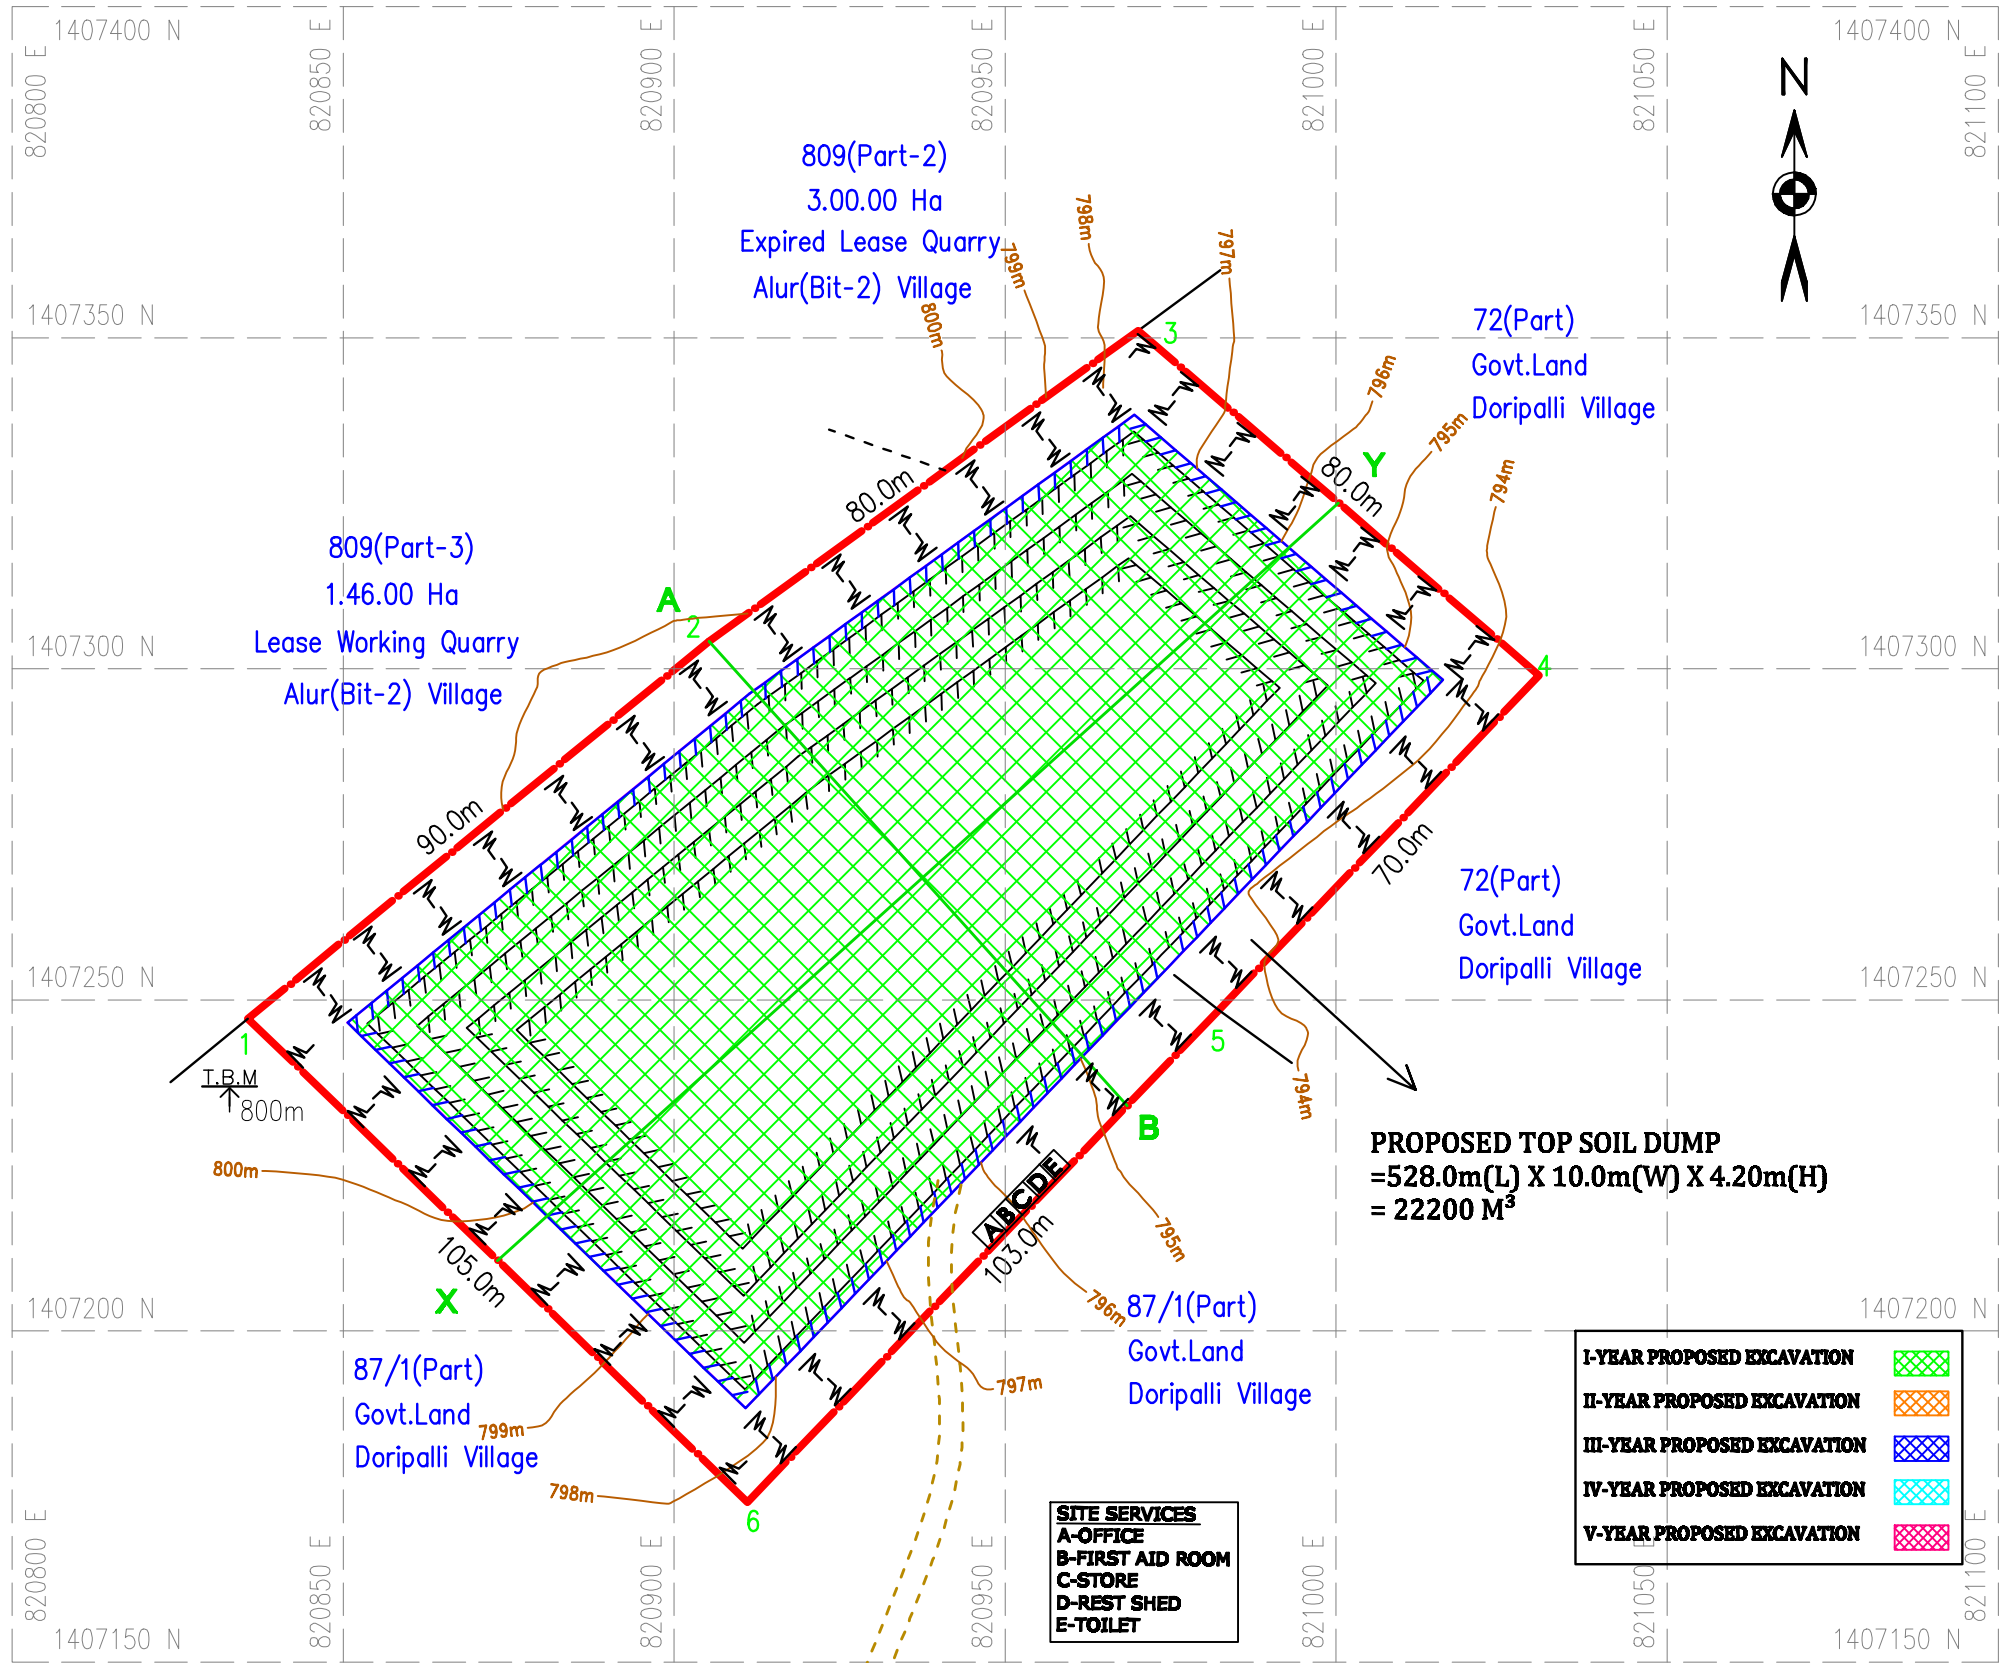 1407400 N
1407400 N
820800 E
820850 E
820900 E
820950 E
821000 E
821050 E
821100 E
N
809(Part-2)
3.00.00 Ha
Expired Lease Quarry
Alur(Bit-2) Village
798m
799m
797m
800m
1407350 N
1407350 N
3
72(Part)
Govt.Land
Doripalli Village
796m
795m
794m
Y
80.0m
80.0m
809(Part-3)
1.46.00 Ha
Lease Working Quarry
Alur(Bit-2) Village
A
2
1407300 N
1407300 N
4
90.0m
70.0m
72(Part)
Govt.Land
Doripalli Village
1407250 N
1407250 N
1
5
T.B.M
800m
794m
B
PROPOSED TOP SOIL DUMP
=528.0m(L) X 10.0m(W) X 4.20m(H)
= 22200 M³
800m
ABCDE
103.0m
795m
105.0m
X
796m
1407200 N
1407200 N
87/1(Part)
Govt.Land
Doripalli Village
87/1(Part)
Govt.Land
Doripalli Village
797m
799m
798m
6
I-YEAR PROPOSED EXCAVATION
II-YEAR PROPOSED EXCAVATION
III-YEAR PROPOSED EXCAVATION
IV-YEAR PROPOSED EXCAVATION
V-YEAR PROPOSED EXCAVATION
SITE SERVICES
A-OFFICE
B-FIRST AID ROOM
C-STORE
D-REST SHED
E-TOILET
820800 E
820850 E
820900 E
820950 E
821000 E
821050 E
821100 E
1407150 N
1407150 N